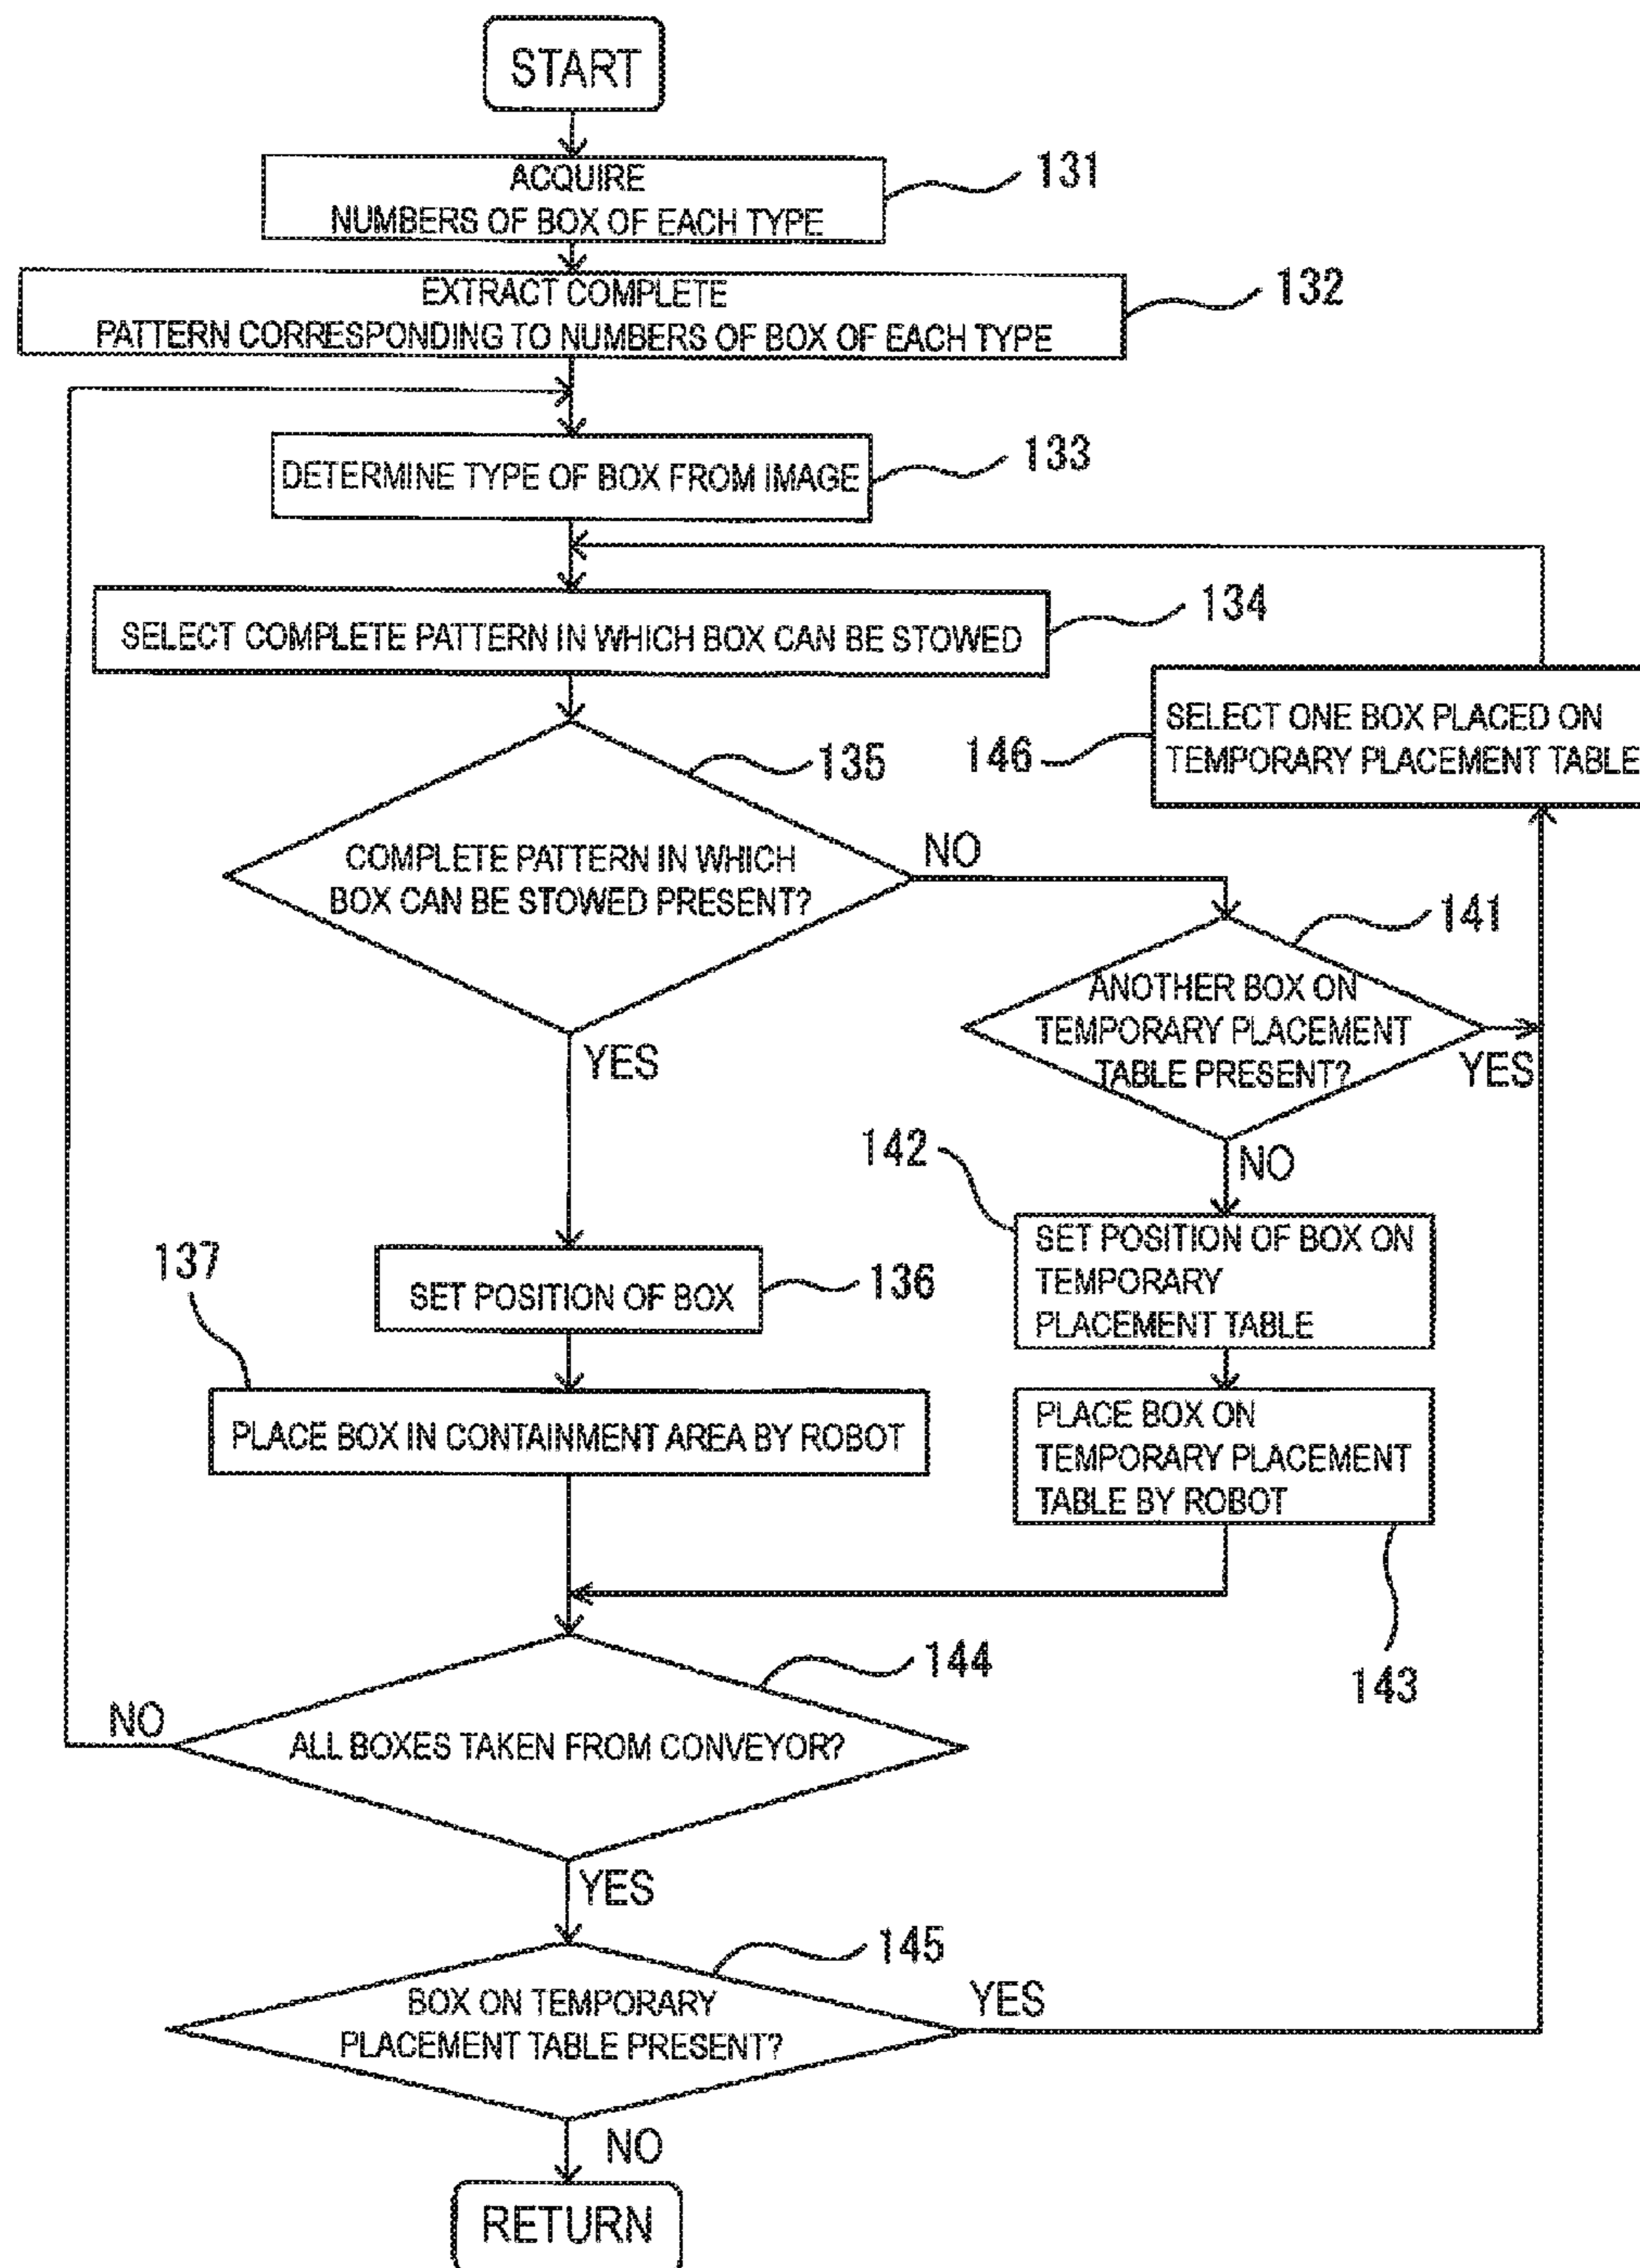 START
ACQUIRE
NUMBERS OF BOX OF EACH TYPE
131
EXTRACT COMPLETE
PATTERN CORRESPONDING TO NUMBERS OF BOX OF EACH TYPE
132
DETERMINE TYPE OF BOX FROM IMAGE
133
SELECT COMPLETE PATTERN IN WHICH BOX CAN BE STOWED
134
SELECT ONE BOX PLACED ON
TEMPORARY PLACEMENT TABLE
146
135
COMPLETE PATTERN IN WHICH
BOX CAN BE STOWED PRESENT?
NO
YES
141
ANOTHER BOX ON
TEMPORARY PLACEMENT
TABLE PRESENT?
YES
NO
142
SET POSITION OF BOX ON
TEMPORARY
PLACEMENT TABLE
137
SET POSITION OF BOX
136
PLACE BOX IN CONTAINMENT AREA BY ROBOT
PLACE BOX ON
TEMPORARY PLACEMENT
TABLE BY ROBOT
143
144
NO
ALL BOXES TAKEN FROM CONVEYOR?
YES
145
BOX ON TEMPORARY
PLACEMENT TABLE PRESENT?
YES
NO
RETURN